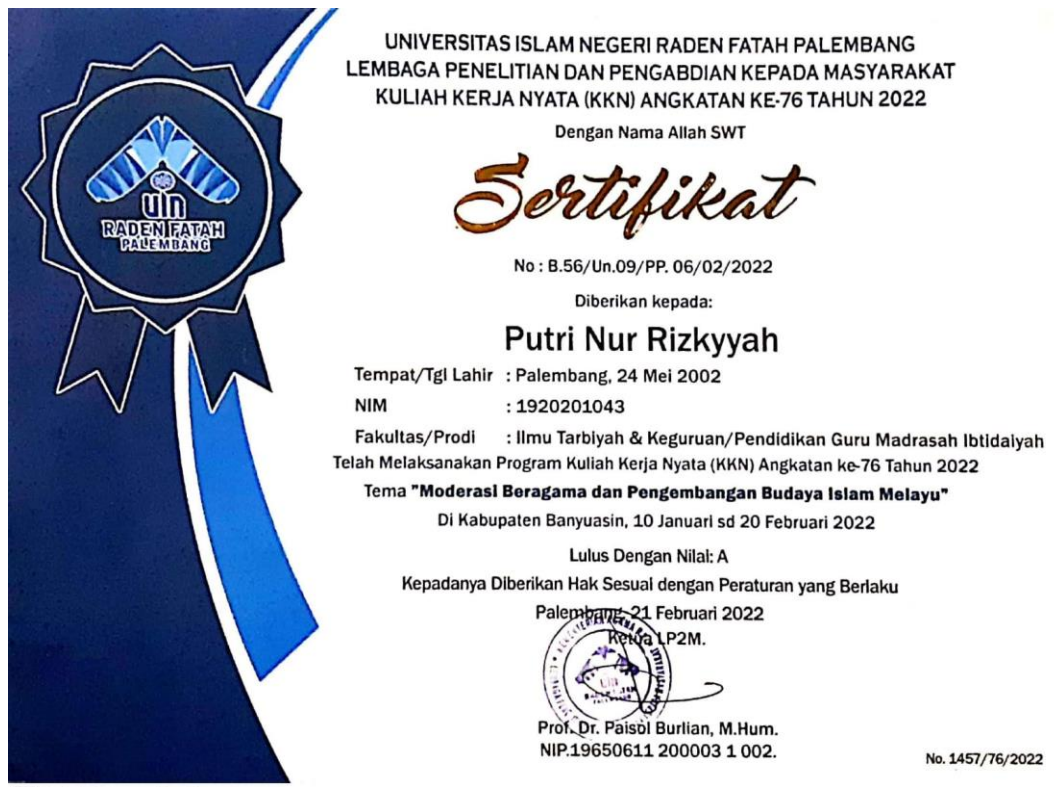 UNIVERSITAS ISLAM NEGERI RADEN FATAH PALEMBANG
LEMBAGA PENELITIAN DAN PENGABDIAN KEPADA MASYARAKAT
KULIAH KERJA NYATA (KKN) ANGKATAN KE-76 TAHUN 2022
Dengan Nama Allah SWT
Sertifikat
No : B.56/Un.09/PP. 06/02/2022
Diberikan kepada:
Putri Nur Rizkyyah
Tempat/Tgl Lahir : Palembang, 24 Mei 2002
NIM : 1920201043
Fakultas/Prodi : Ilmu Tarbiyah & Keguruan/Pendidikan Guru Madrasah Ibtidaiyah
Telah Melaksanakan Program Kuliah Kerja Nyata (KKN) Angkatan ke-76 Tahun 2022
Tema "Moderasi Beragama dan Pengembangan Budaya Islam Melayu"
Di Kabupaten Banyuasin, 10 Januari sd 20 Februari 2022
Lulus Dengan Nilai: A
Kepadanya Diberikan Hak Sesuai dengan Peraturan yang Berlaku
Palembang, 21 Februari 2022
Ketua LP2M.
Prof. Dr. Paisol Burlian, M.Hum.
NIP.19650611 200003 1 002.
No. 1457/76/2022
UIN
RADEN FATAH
PALEMBANG